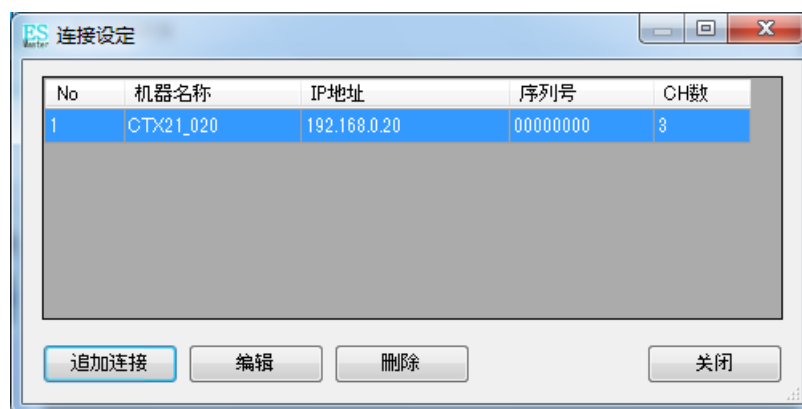 ES Master 连接设定
No 机器名称 IP地址 序列号 CH数
1 CTX21_020 192.168.0.20 00000000 3
追加连接 编辑 删除 关闭